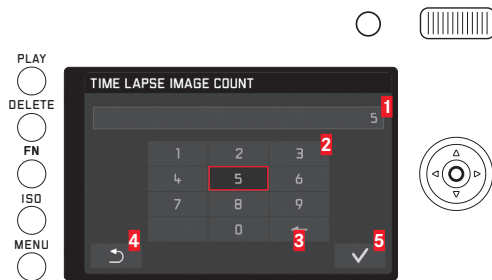 PLAY
DELETE
FN
ISO
MENU
TIME LAPSE IMAGE COUNT
5 1
1 2 3 2
4 5 6
7 8 9
0 3
4 5